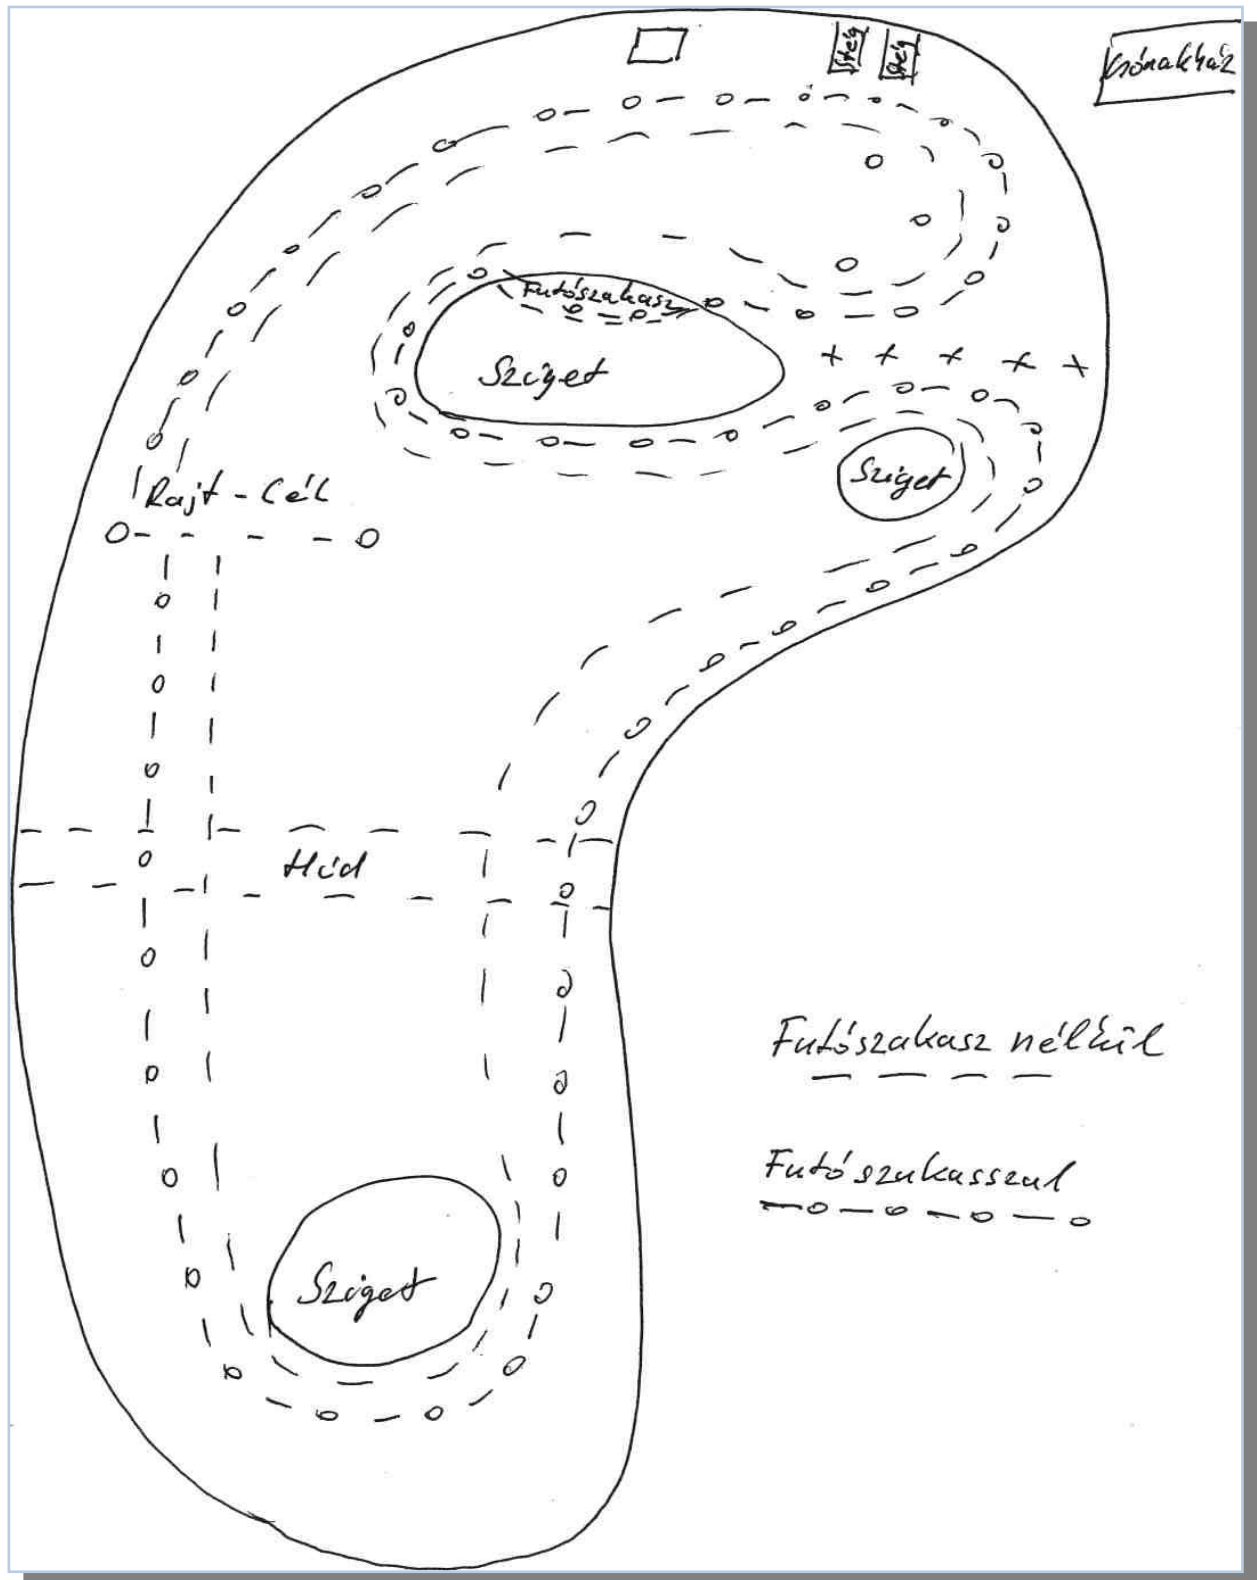 Stég
Stég
Csónakház
Futószakasz
Sziget
Sziget
Rajt - Cél
Híd
Futószakasz nélkül
Futószakasszal
Sziget